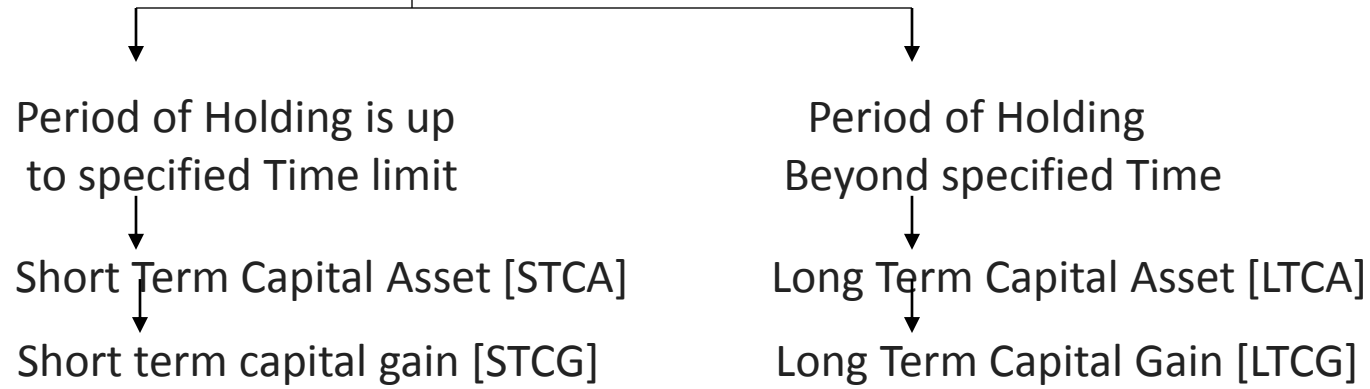 Period of Holding is up
to specified Time limit
Short Term Capital Asset [STCA]
Short term capital gain [STCG]
Period of Holding
Beyond specified Time
Long Term Capital Asset [LTCA]
Long Term Capital Gain [LTCG]